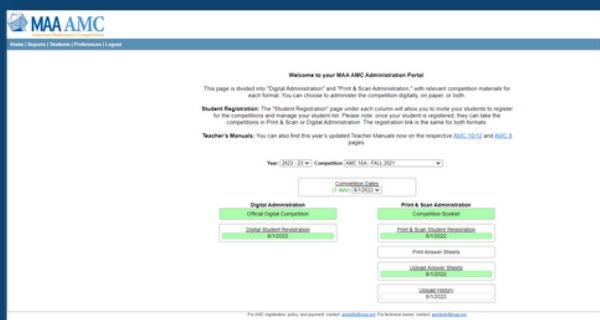 MAA AMC
American Mathematics Competitions
Home | Reports | Students | Preferences | Logout
Welcome to your MAA AMC Administration Portal
This page is divided into "Digital Administration" and "Print & Scan Administration," with relevant competition materials for
each format. You can choose to administer the competition digitally, on paper, or both.
Student Registration: The "Student Registration" page under each column will allow you to invite your students to register
for the competitions and manage your student list. Please note: once your student is registered, they can take the
competitions in Print & Scan or Digital Administration. The registration link is the same for both formats.
Teacher's Manuals: You can also find this year's updated Teacher Manuals now on the respective AMC 10/12 and AMC 8
pages.
Year: 2022 - 23 Competition: AMC 10A - FALL 2021
Competition Dates
(1 date) 8/1/2022
Digital Administration Print & Scan Administration
Official Digital Competition Competition Booklet
Digital Student Registration Print & Scan Student Registration
8/1/2022 8/1/2022
Print Answer Sheets
Upload Answer Sheets
8/1/2022
Upload History
8/1/2022
For AMC registration, policy, and payment, contact: amcinfo@maa.org For technical issues, contact: